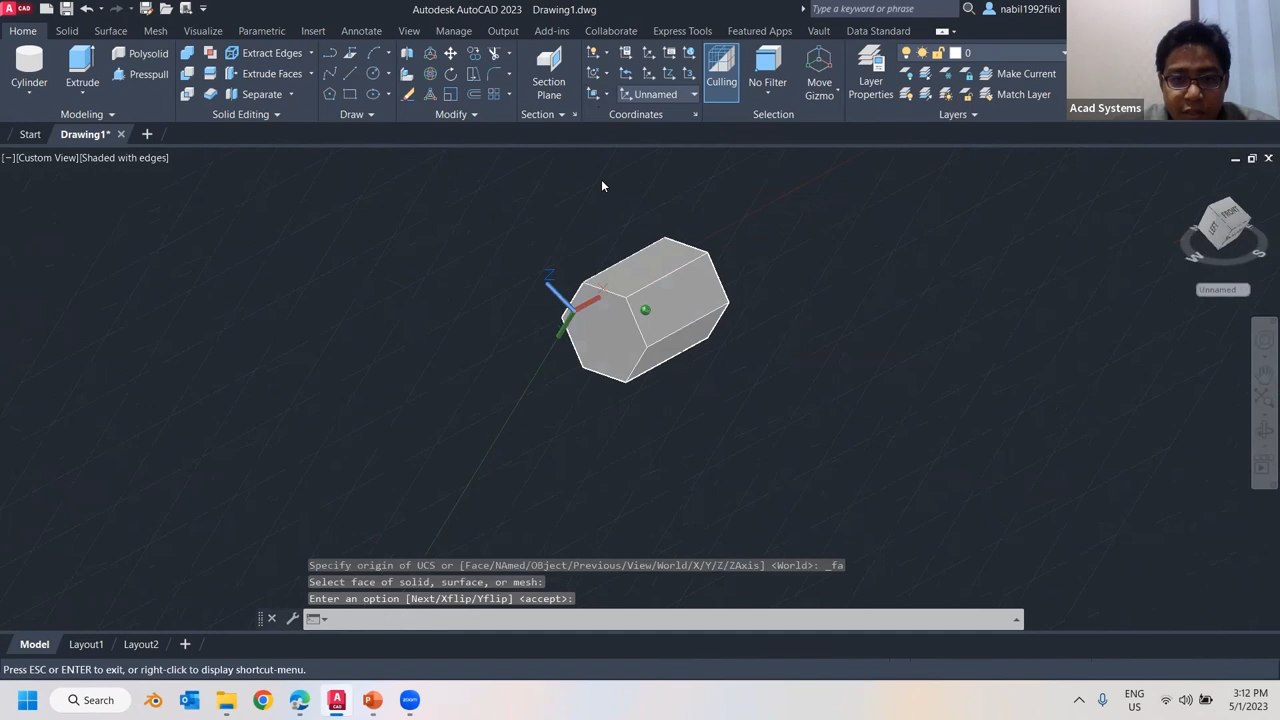 CAD
Autodesk AutoCAD 2023 Drawing1.dwg
Type a keyword or phrase
nabil1992fikri
Home Solid Surface Mesh Visualize Parametric Insert Annotate View Manage Output Add-ins Collaborate Express Tools Featured Apps Vault Data Standard
Cylinder
Extrude
Polysolid
Presspull
Extract Edges
Extrude Faces
Separate
Section
Plane
Unnamed
Culling
No Filter
Move
Gizmo
Layer
Properties
0
Make Current
Match Layer
Modeling Solid Editing Draw Modify Section Coordinates Selection Layers
Acad Systems
Start Drawing1*
[−][Custom View][Shaded with edges]
Z
LEFT
FRONT
W
S
Unnamed
Specify origin of UCS or [Face/NAmed/OBject/Previous/View/World/X/Y/Z/ZAxis] <World>: _fa
Select face of solid, surface, or mesh:
Enter an option [Next/Xflip/Yflip] <accept>:
Model Layout1 Layout2
Press ESC or ENTER to exit, or right-click to display shortcut-menu.
Search
zoom
ENG
US
3:12 PM
5/1/2023